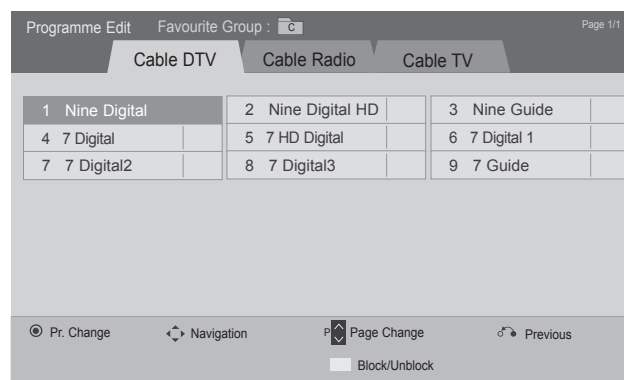 Programme Edit Favourite Group : C Page 1/1
Cable DTV Cable Radio Cable TV
1 Nine Digital 2 Nine Digital HD 3 Nine Guide
4 7 Digital 5 7 HD Digital 6 7 Digital 1
7 7 Digital2 8 7 Digital3 9 7 Guide
Pr. Change Navigation P Page Change Previous
Block/Unblock